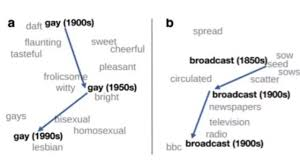 a
daft gay (1900s)
flaunting sweet
tasteful cheerful
pleasant
frolicsome
witty gay (1950s)
bright
gays bisexual
homosexual
gay (1990s)
lesbian
b
spread
broadcast (1850s) sow
seed
sows
circulated scatter
broadcast (1900s)
newspapers
television
radio
bbc broadcast (1900s)